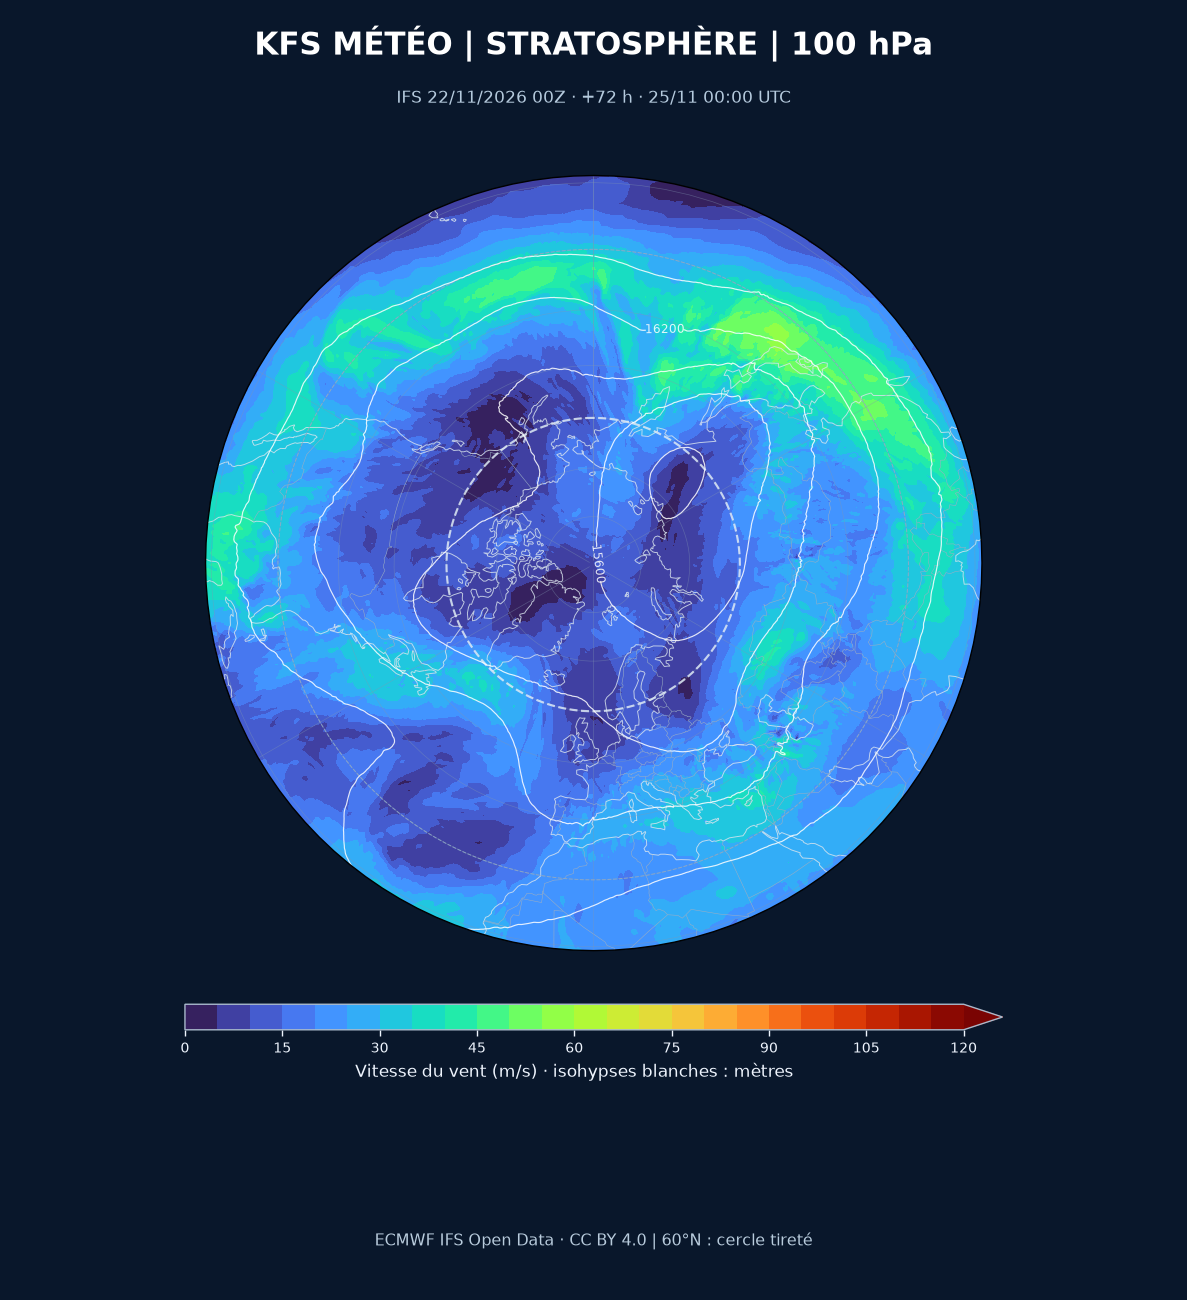 KFS MÉTÉO | STRATOSPHÈRE | 100 hPa
IFS 22/11/2026 00Z · +72 h · 25/11 00:00 UTC
16200
15600
0 15 30 45 60 75 90 105 120
Vitesse du vent (m/s) · isohypses blanches : mètres
ECMWF IFS Open Data · CC BY 4.0 | 60°N : cercle tireté